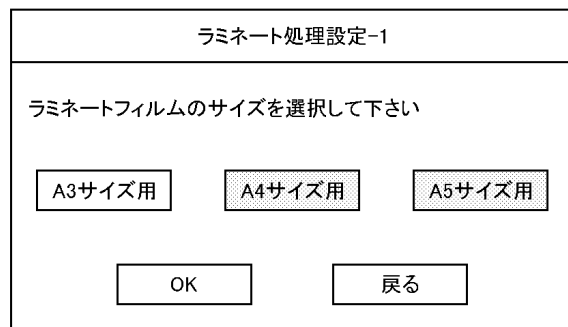 ラミネート処理設定-1
ラミネートフィルムのサイズを選択して下さい
A3サイズ用 A4サイズ用 A5サイズ用
OK 戻る